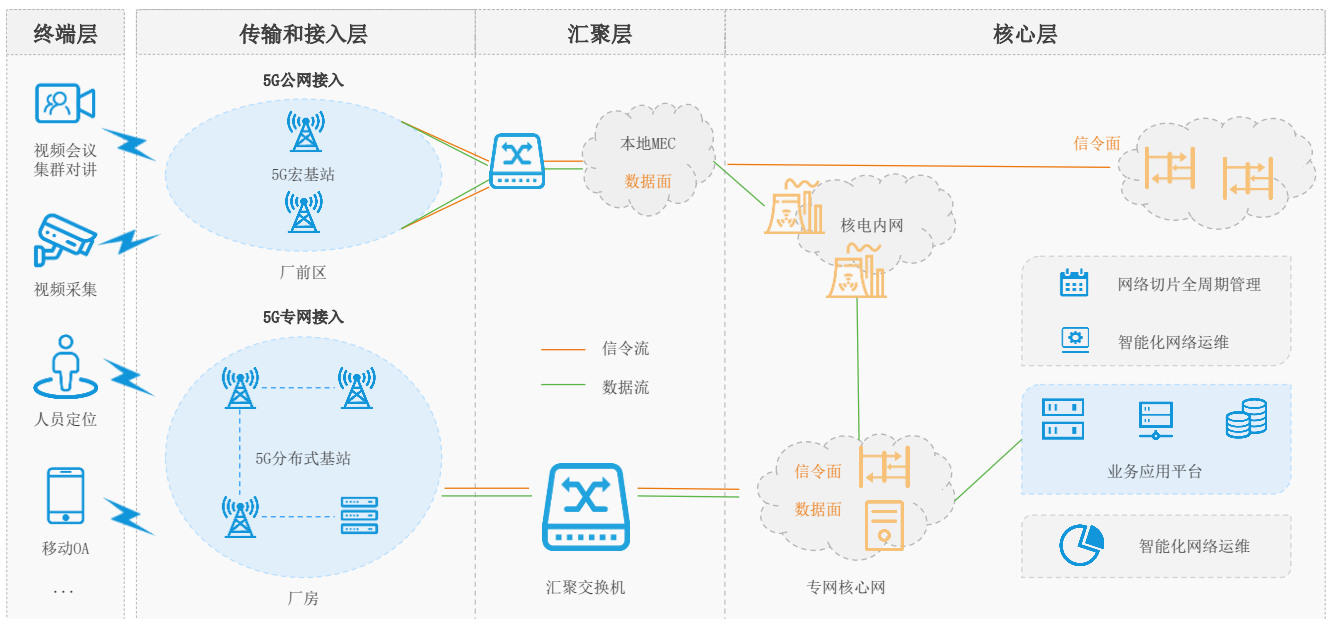 终端层
传输和接入层
汇聚层
核心层
视频会议
集群对讲
视频采集
人员定位
移动OA
...
5G公网接入
5G宏基站
厂前区
5G专网接入
5G分布式基站
厂房
本地MEC
数据面
信令流
数据流
汇聚交换机
信令面
核电内网
网络切片全周期管理
智能化网络运维
业务应用平台
信令面
数据面
专网核心网
智能化网络运维